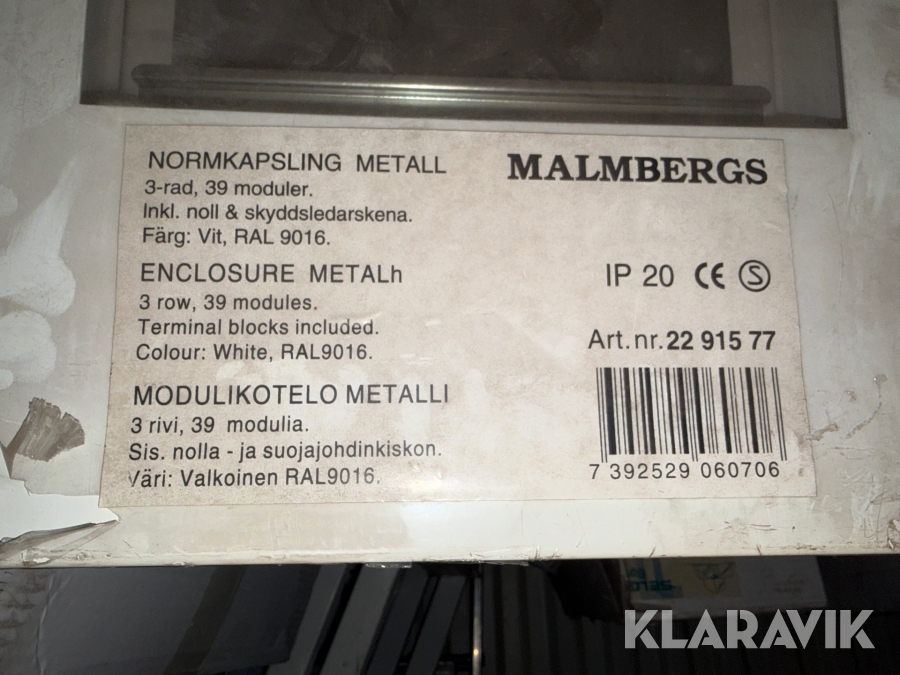 NORMKAPSLING METALL
3-rad, 39 moduler.
Inkl. noll & skyddsledarskena.
Färg: Vit, RAL 9016.
ENCLOSURE METALh
3 row, 39 modules.
Terminal blocks included.
Colour: White, RAL9016.
MODULIKOTELO METALLI
3 rivi, 39 modulia.
Sis. nolla - ja suojajohdinkiskon.
Väri: Valkoinen RAL9016.
MALMBERGS
IP 20 CE S
Art.nr. 22 915 77
7 392529 060706
KLARAVIK